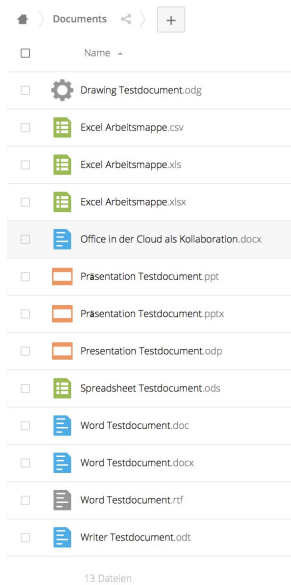 Documents
Name
Drawing Testdocument.odg
Excel Arbeitsmappe.csv
Excel Arbeitsmappe.xls
Excel Arbeitsmappe.xlsx
Office in der Cloud als Kollaboration.docx
Präsentation Testdocument.ppt
Präsentation Testdocument.pptx
Presentation Testdocument.odp
Spreadsheet Testdocument.ods
Word Testdocument.doc
Word Testdocument.docx
Word Testdocument.rtf
Writer Testdocument.odt
13 Dateien